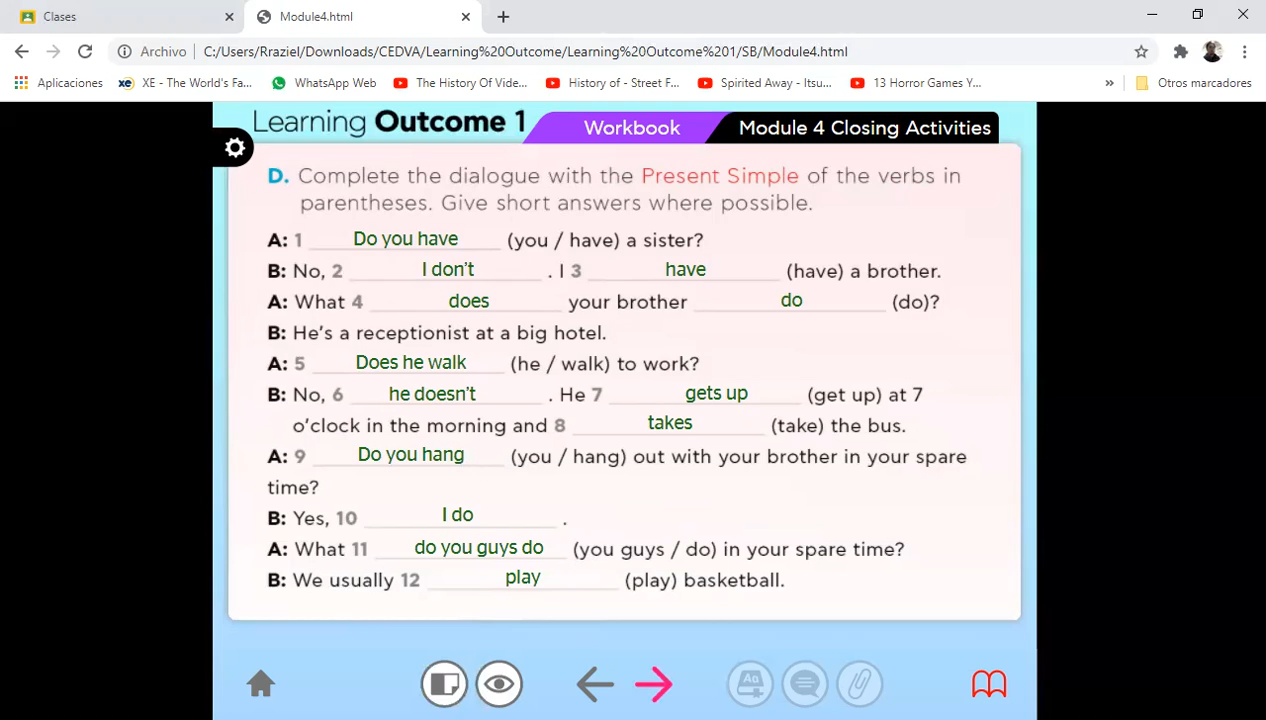 Clases
Module4.html
Archivo C:/Users/Rraziel/Downloads/CEDVA/Learning%20Outcome/Learning%20Outcome%201/SB/Module4.html
Aplicaciones XE - The World's Fa... WhatsApp Web The History Of Vide... History of - Street F... Spirited Away - Itsu... 13 Horror Games Y... » Otros marcadores
Learning Outcome 1 Workbook Module 4 Closing Activities
D. Complete the dialogue with the Present Simple of the verbs in
parentheses. Give short answers where possible.
A: 1 Do you have (you / have) a sister?
B: No, 2 I don't . I 3 have (have) a brother.
A: What 4 does your brother do (do)?
B: He's a receptionist at a big hotel.
A: 5 Does he walk (he / walk) to work?
B: No, 6 he doesn't . He 7 gets up (get up) at 7
o'clock in the morning and 8 takes (take) the bus.
A: 9 Do you hang (you / hang) out with your brother in your spare
time?
B: Yes, 10 I do .
A: What 11 do you guys do (you guys / do) in your spare time?
B: We usually 12 play (play) basketball.
Aa